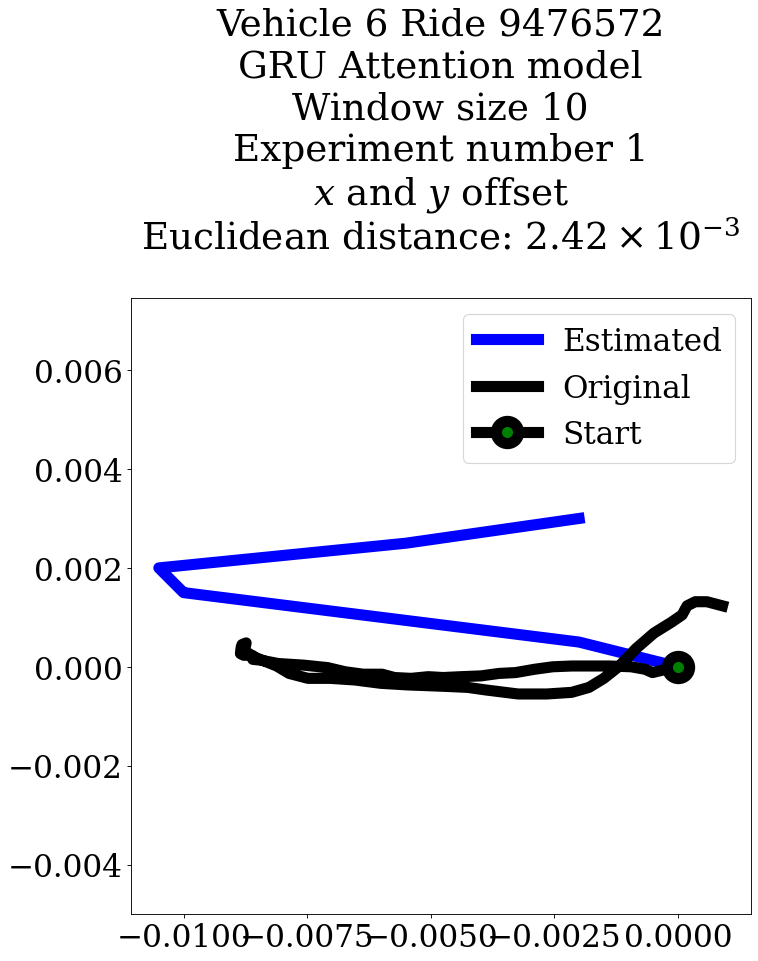 Vehicle 6 Ride 9476572
GRU Attention model
Window size 10
Experiment number 1
x and y offset
Euclidean distance: 2.42 × 10⁻³
Estimated
Original
Start
0.006
0.004
0.002
0.000
−0.002
−0.004
−0.0100 −0.0075 −0.0050 −0.0025 0.0000